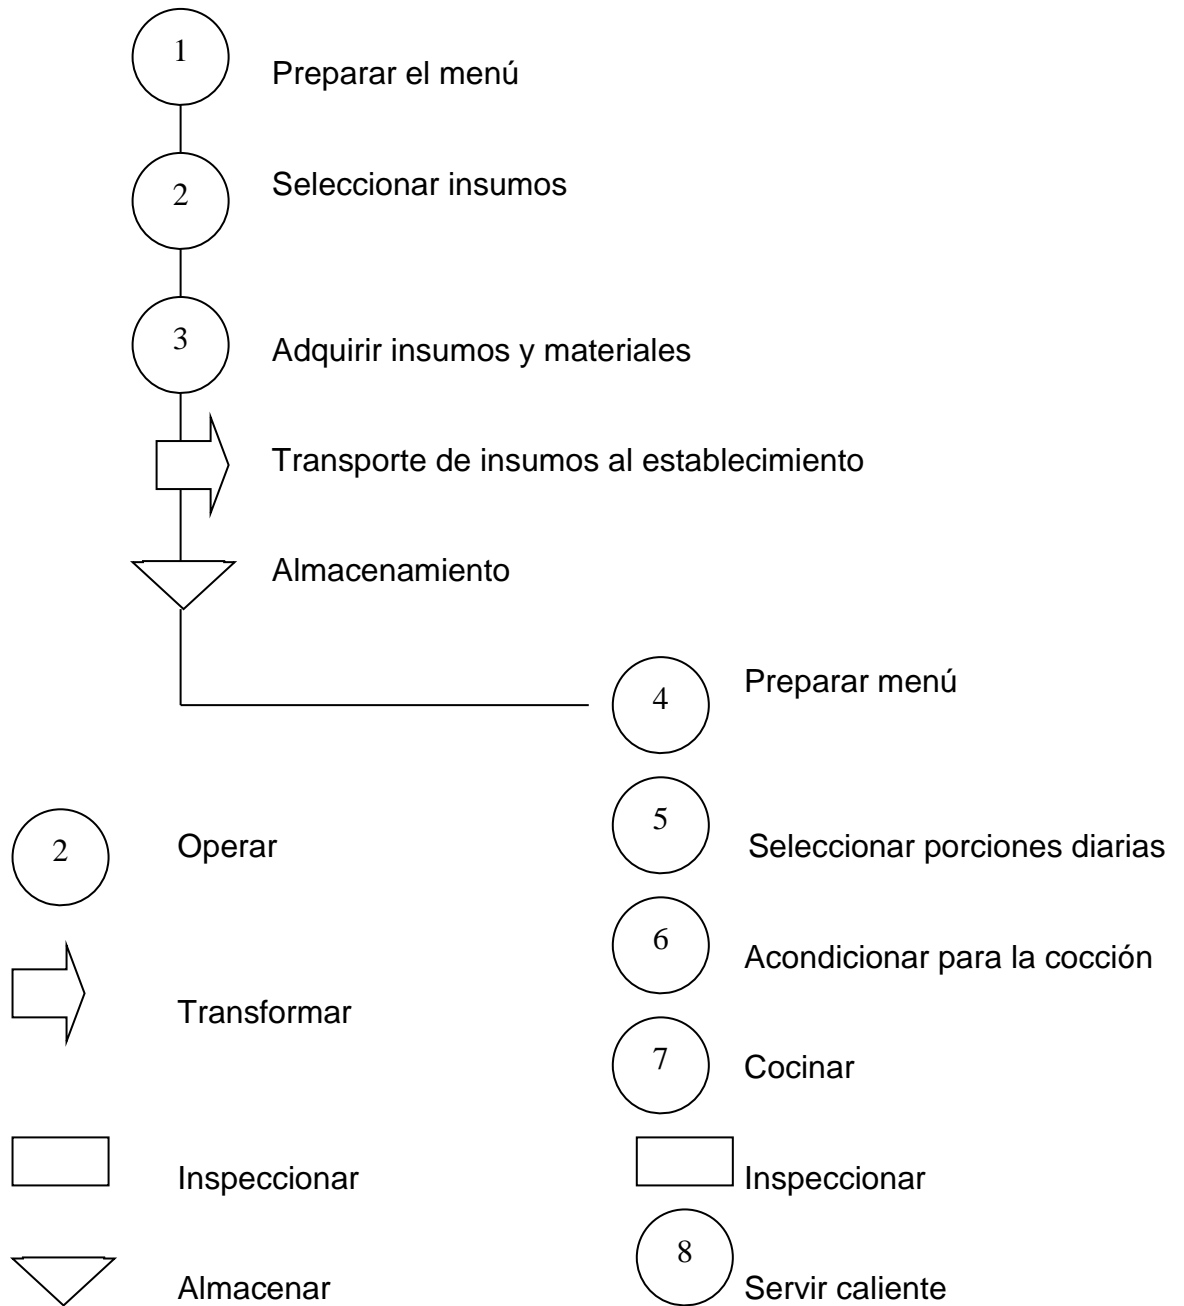 1
Preparar el menú
2
Seleccionar insumos
3
Adquirir insumos y materiales
Transporte de insumos al establecimiento
Almacenamiento
4
Preparar menú
5
Seleccionar porciones diarias
6
Acondicionar para la cocción
7
Cocinar
Inspeccionar
8
Servir caliente
2
Operar
Transformar
Inspeccionar
Almacenar